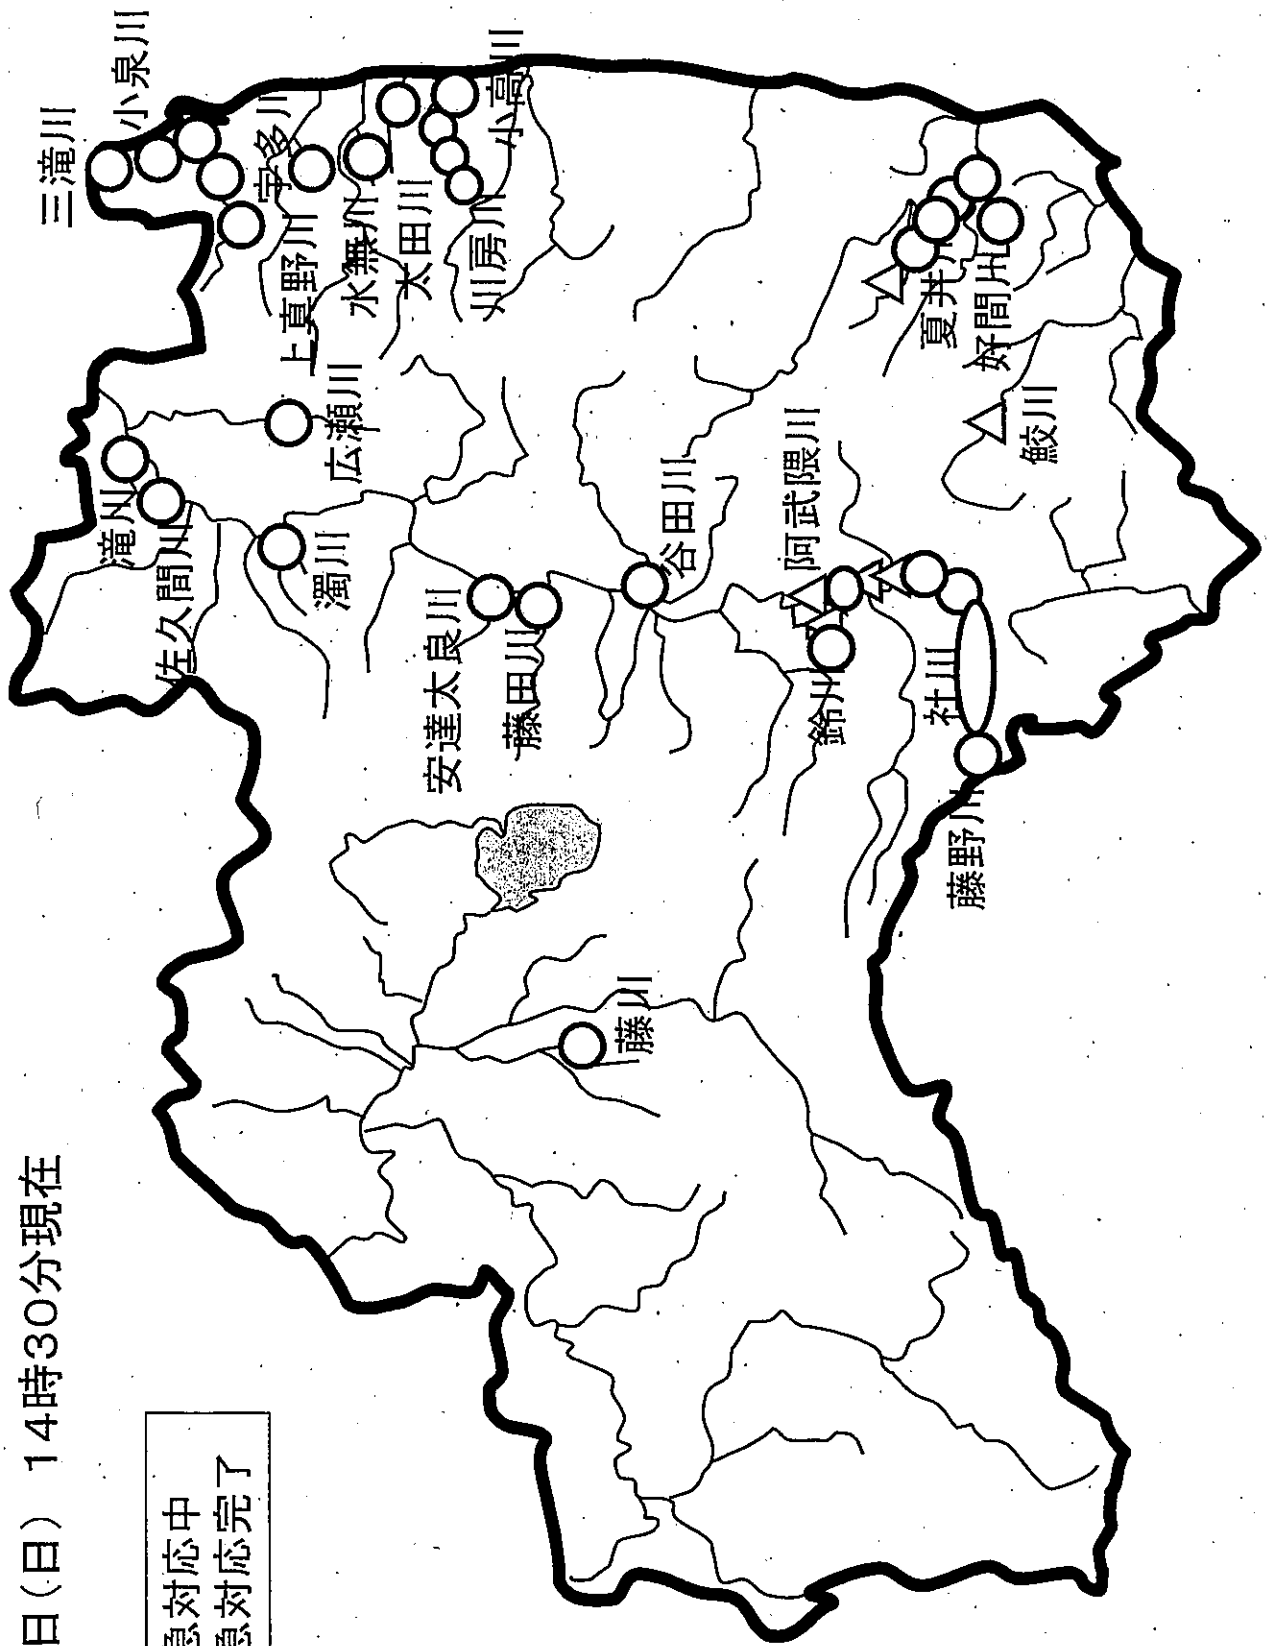 日(日) 14時30分現在
急対応中
急対応完了
三滝川
小泉川
宇多川
上真野川
水無川
太田川
小高川
川房川
広瀬川
滝川
佐久間川
濁川
安達太良川
藤田川
谷田川
阿武隈川
鈴川
社川
藤野川
夏井川
好間川
鮫川
藤川